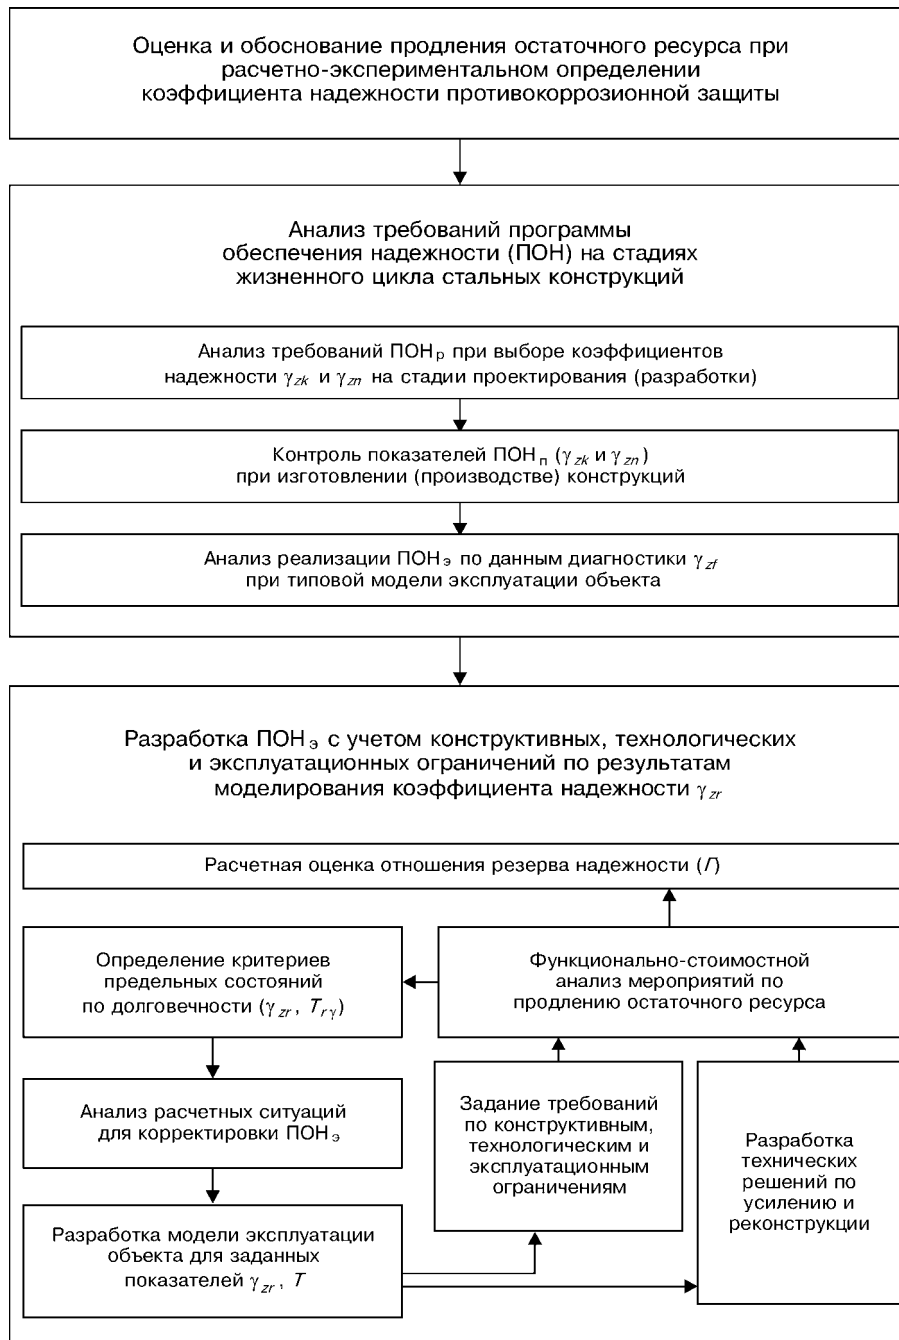 Оценка и обоснование продления остаточного ресурса при
расчетно-экспериментальном определении
коэффициента надежности противокоррозионной защиты
Анализ требований программы
обеспечения надежности (ПОН) на стадиях
жизненного цикла стальных конструкций
Анализ требований ПОНр при выборе коэффициентов
надежности γzk и γzn на стадии проектирования (разработки)
Контроль показателей ПОНп (γzk и γzn)
при изготовлении (производстве) конструкций
Анализ реализации ПОНэ по данным диагностики γzf
при типовой модели эксплуатации объекта
Разработка ПОНэ с учетом конструктивных, технологических
и эксплуатационных ограничений по результатам
моделирования коэффициента надежности γzr
Расчетная оценка отношения резерва надежности (Г)
Определение критериев
предельных состояний
по долговечности (γzr, Trγ)
Функционально-стоимостной
анализ мероприятий по
продлению остаточного ресурса
Анализ расчетных ситуаций
для корректировки ПОНэ
Задание требований
по конструктивным,
технологическим и
эксплуатационным
ограничениям
Разработка
технических
решений по
усилению и
реконструкции
Разработка модели эксплуатации
объекта для заданных
показателей γzr, T